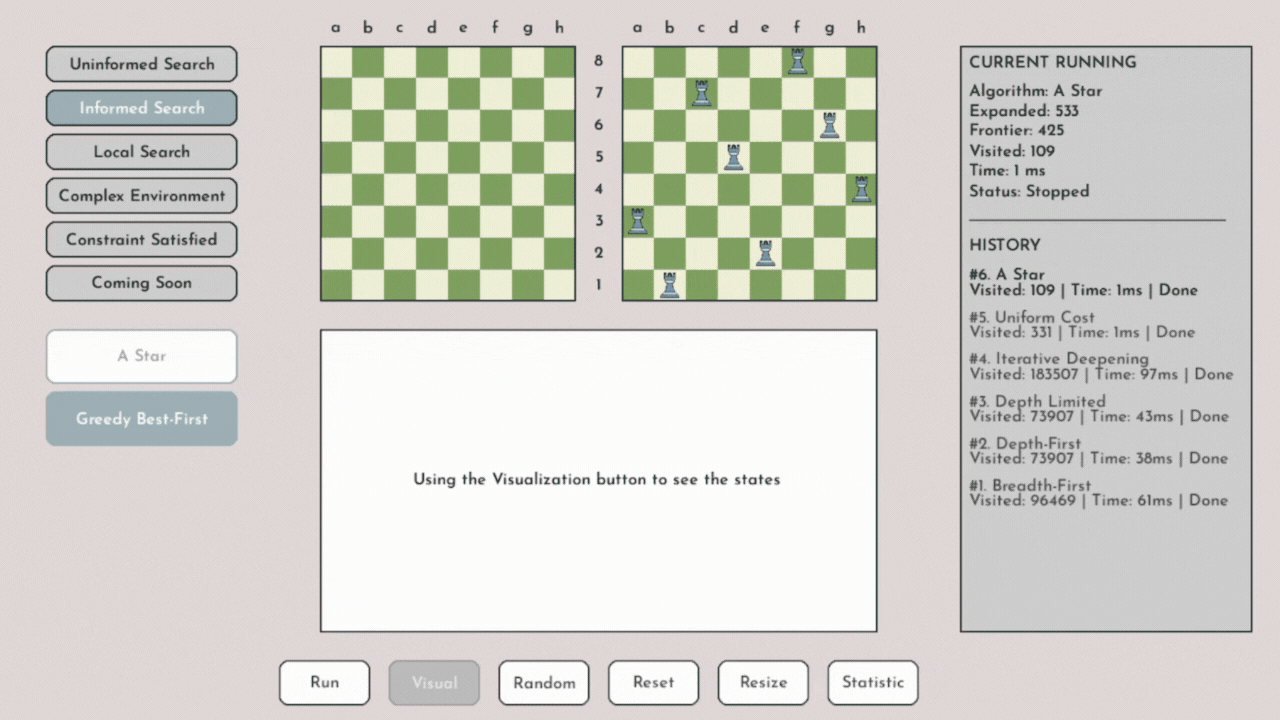 Uninformed Search
Informed Search
Local Search
Complex Environment
Constraint Satisfied
Coming Soon
A Star
Greedy Best-First
a b c d e f g h
a b c d e f g h
8
7
6
5
4
3
2
1
Using the Visualization button to see the states
Run
Visual
Random
Reset
Resize
Statistic
CURRENT RUNNING
Algorithm: A Star
Expanded: 533
Frontier: 425
Visited: 109
Time: 1 ms
Status: Stopped
HISTORY
#6. A Star
Visited: 109 | Time: 1ms | Done
#5. Uniform Cost
Visited: 331 | Time: 1ms | Done
#4. Iterative Deepening
Visited: 183507 | Time: 97ms | Done
#3. Depth Limited
Visited: 73907 | Time: 43ms | Done
#2. Depth-First
Visited: 73907 | Time: 38ms | Done
#1. Breadth-First
Visited: 96469 | Time: 61ms | Done